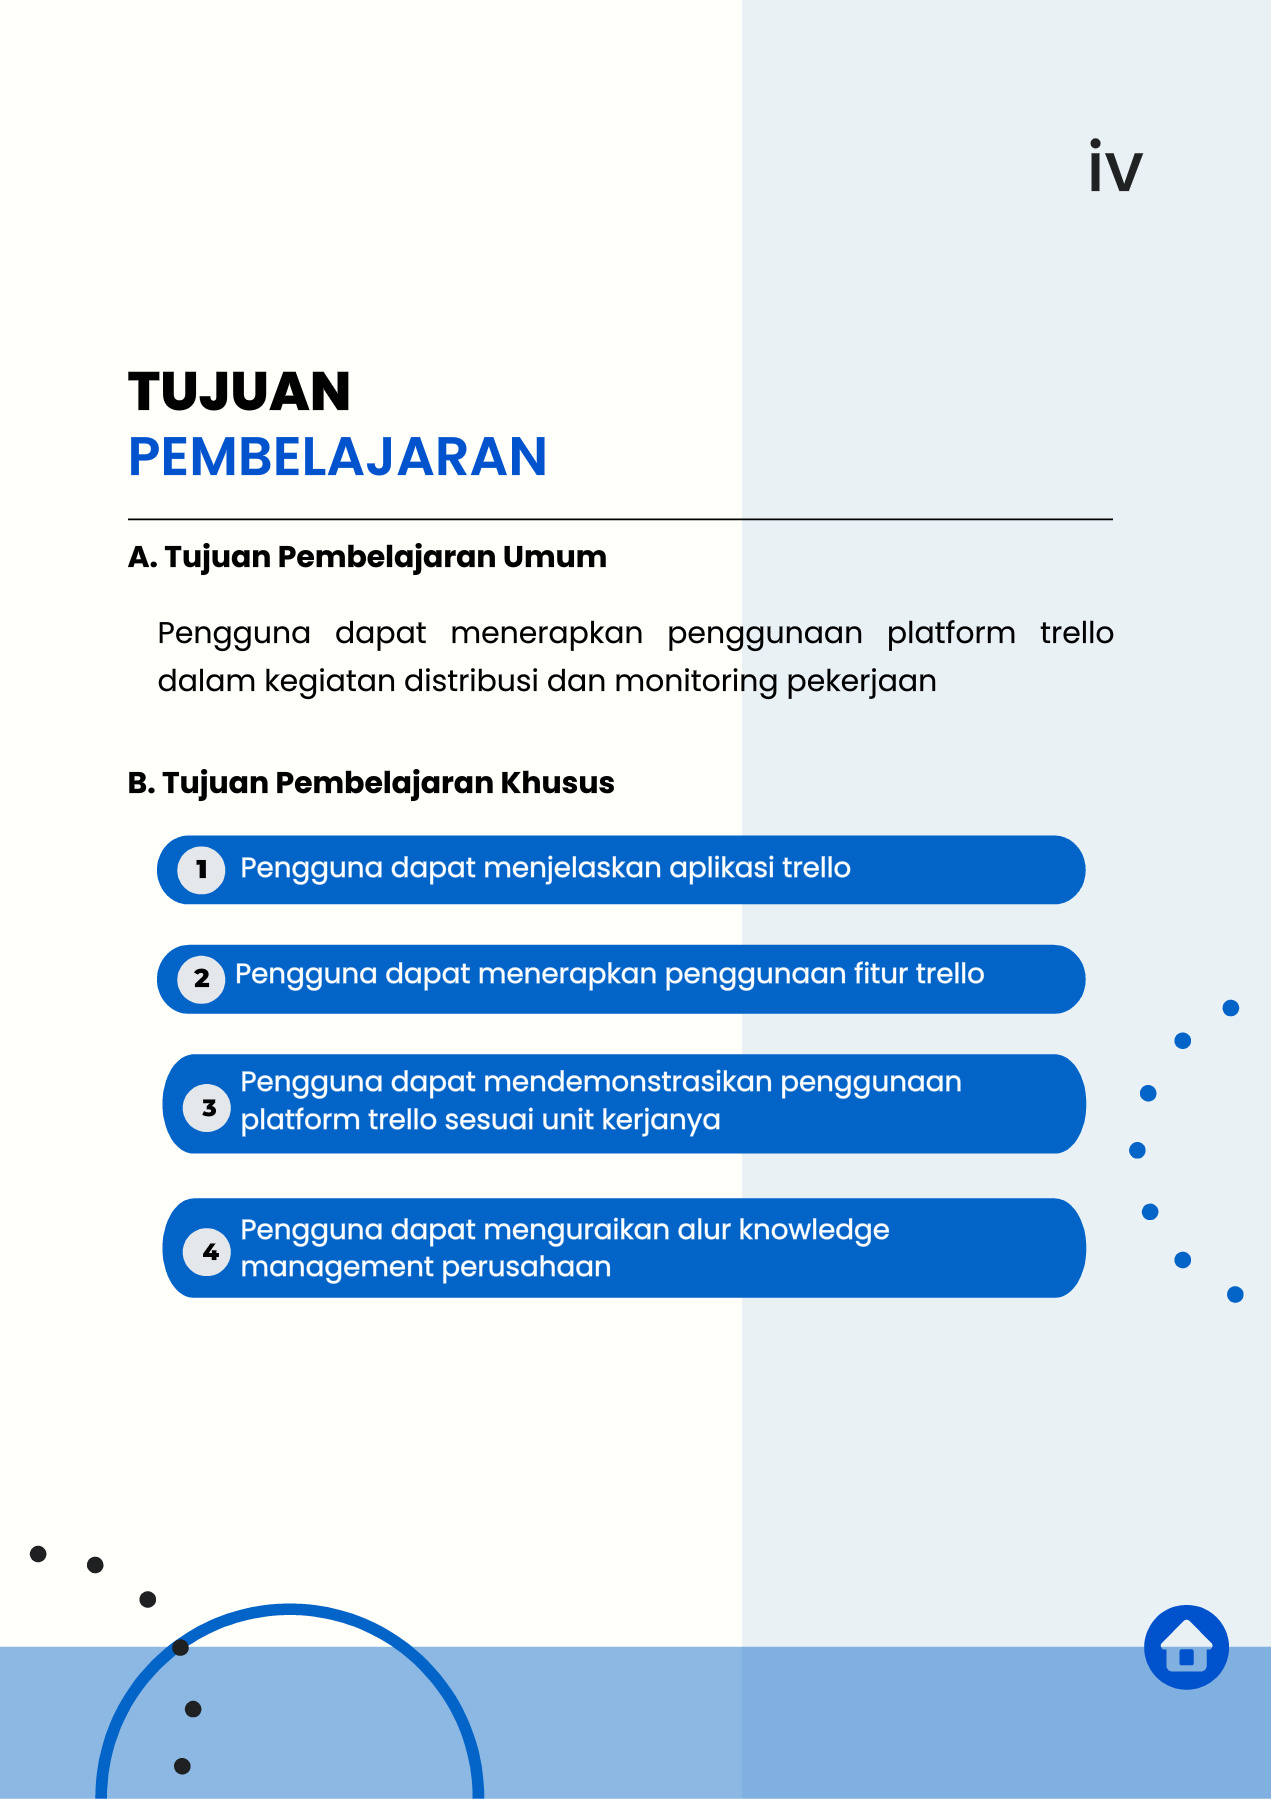 iv
TUJUAN
PEMBELAJARAN
A. Tujuan Pembelajaran Umum
Pengguna dapat menerapkan penggunaan platform trello
dalam kegiatan distribusi dan monitoring pekerjaan
B. Tujuan Pembelajaran Khusus
1 Pengguna dapat menjelaskan aplikasi trello
2 Pengguna dapat menerapkan penggunaan fitur trello
3 Pengguna dapat mendemonstrasikan penggunaan
platform trello sesuai unit kerjanya
4 Pengguna dapat menguraikan alur knowledge
management perusahaan